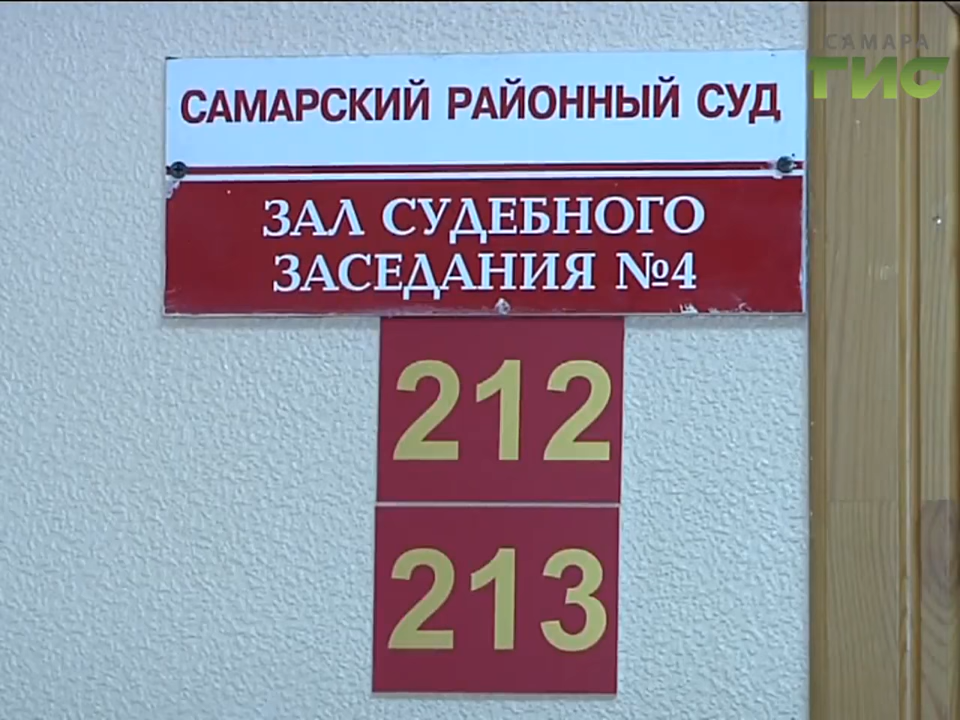 САМАРА
ГИС
САМАРСКИЙ РАЙОННЫЙ СУД
ЗАЛ СУДЕБНОГО
ЗАСЕДАНИЯ №4
212
213